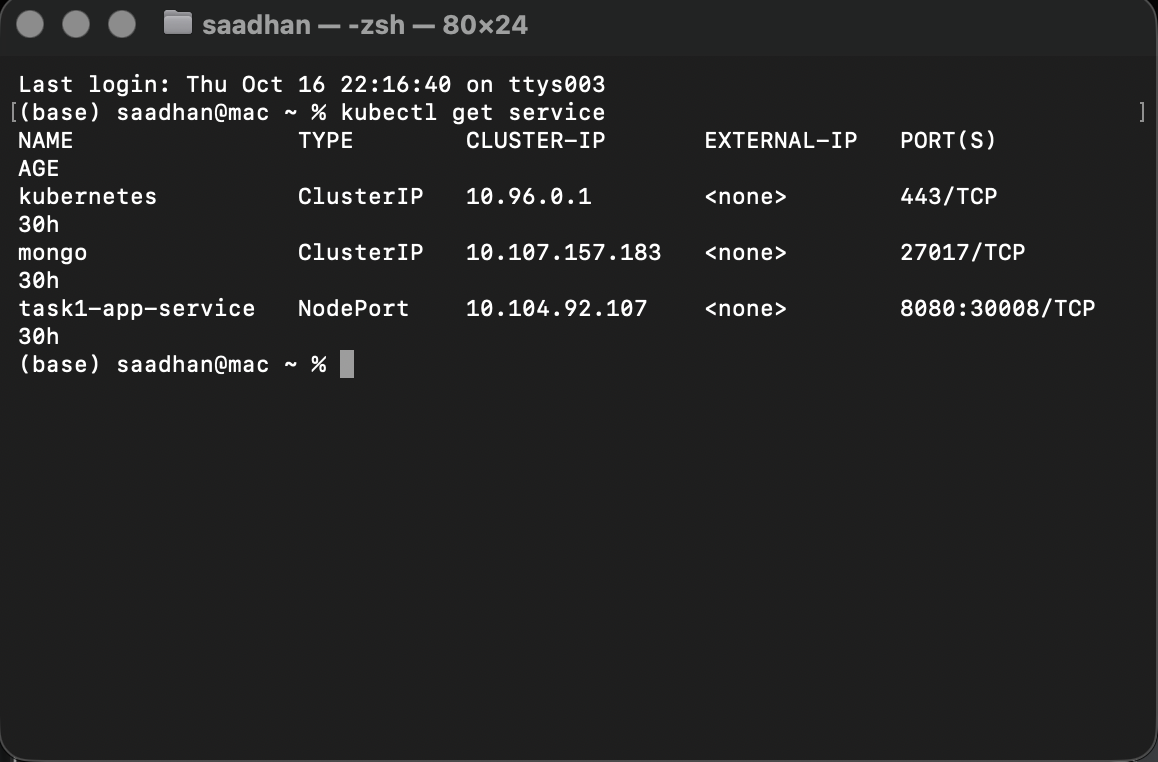 saadhan — -zsh — 80×24
Last login: Thu Oct 16 22:16:40 on ttys003
[(base) saadhan@mac ~ % kubectl get service ]
NAME TYPE CLUSTER-IP EXTERNAL-IP PORT(S)
AGE
kubernetes ClusterIP 10.96.0.1 <none> 443/TCP
30h
mongo ClusterIP 10.107.157.183 <none> 27017/TCP
30h
task1-app-service NodePort 10.104.92.107 <none> 8080:30008/TCP
30h
(base) saadhan@mac ~ %